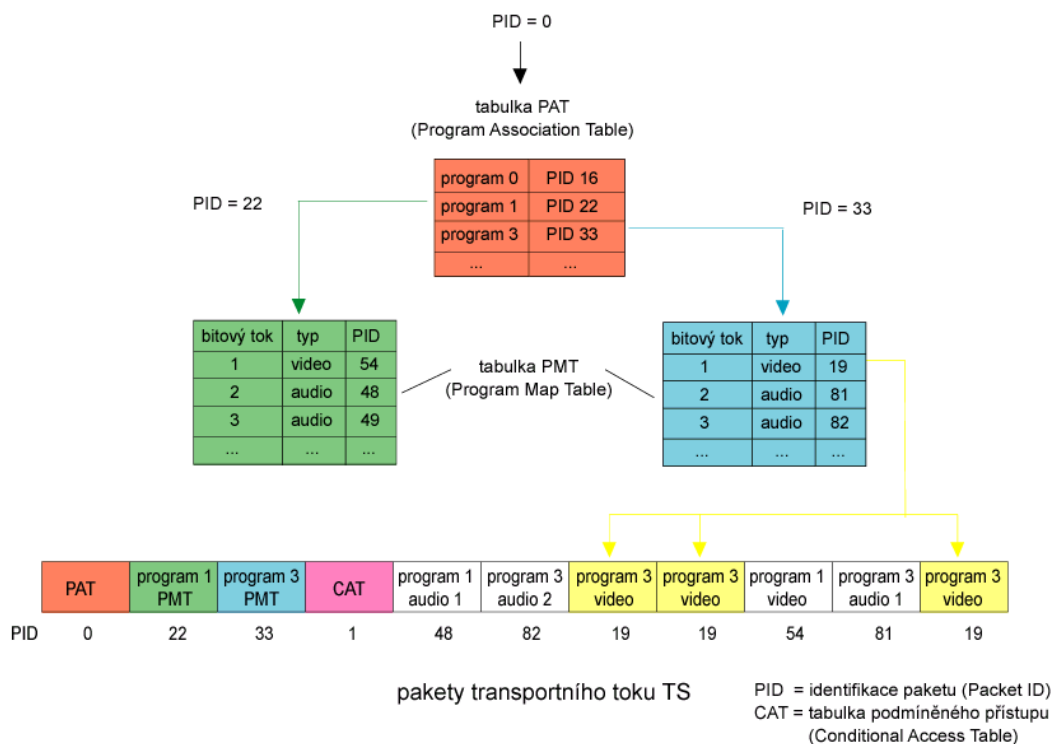 PID = 0
tabulka PAT
(Program Association Table)
program 0 PID 16
program 1 PID 22
program 3 PID 33
... ...
PID = 22
PID = 33
bitový tok typ PID
1 video 54
2 audio 48
3 audio 49
... ... ...
tabulka PMT
(Program Map Table)
bitový tok typ PID
1 video 19
2 audio 81
3 audio 82
... ... ...
PAT
program 1
PMT
program 3
PMT
CAT
program 1
audio 1
program 3
audio 2
program 3
video
program 3
video
program 1
video
program 3
audio 1
program 3
video
PID 0 22 33 1 48 82 19 19 54 81 19
pakety transportního toku TS
PID = identifikace paketu (Packet ID)
CAT = tabulka podmíněného přístupu
(Conditional Access Table)